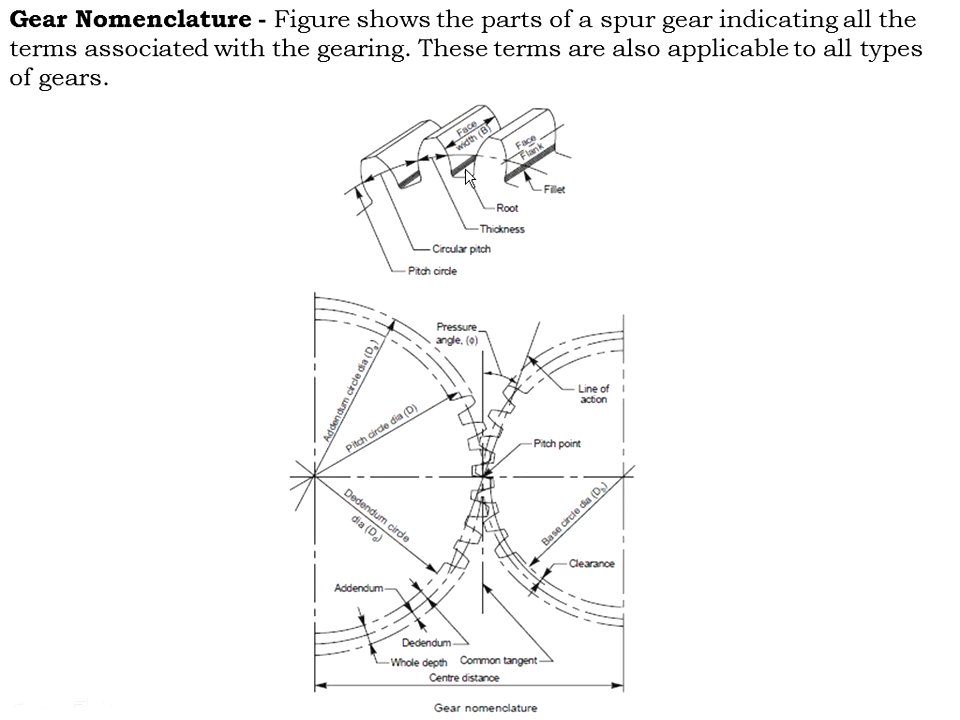 Gear Nomenclature - Figure shows the parts of a spur gear indicating all the
terms associated with the gearing. These terms are also applicable to all types
of gears.
Face
width (B)
Face
Flank
Fillet
Root
Thickness
Circular pitch
Pitch circle
Pressure
angle, (φ)
Addendum circle dia (Da)
Line of
action
Pitch circle dia (D)
Pitch point
Dedendum circle
dia (Dd)
Base circle dia (Db)
Clearance
Addendum
Dedendum
Whole depth
Common tangent
Centre distance
Gear nomenclature